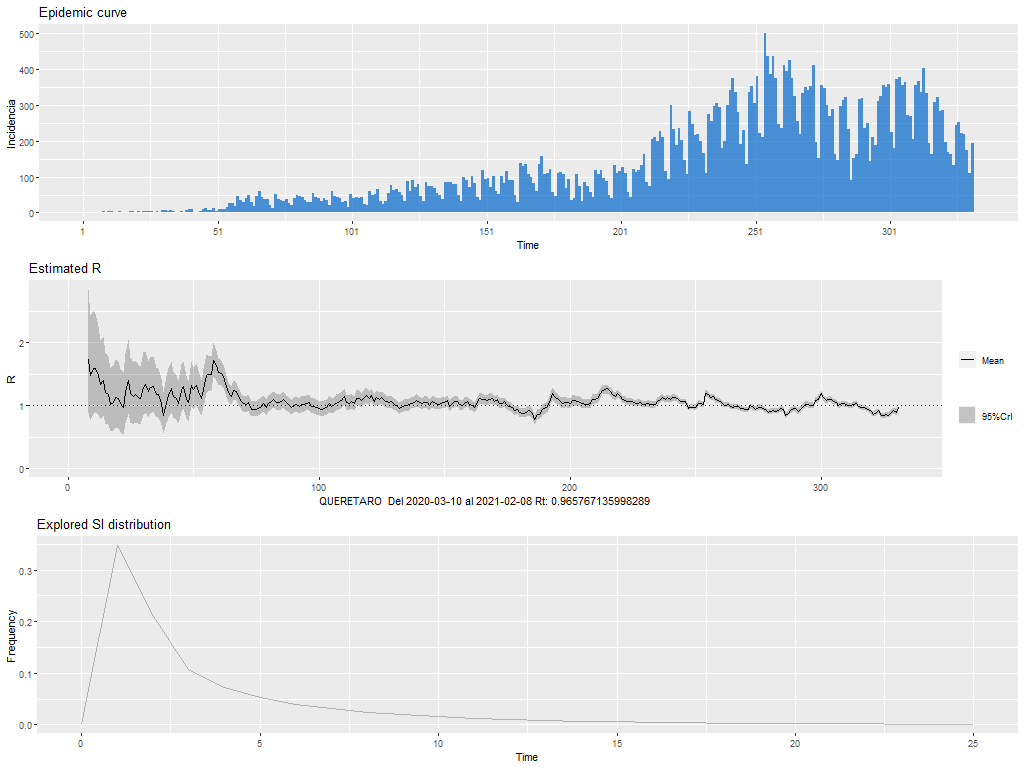 Epidemic curve
500
400
300
200
100
0
Incidencia
1 51 101 151 201 251 301
Time
Estimated R
2
1
0
R
Mean
95%CrI
0 100 200 300
QUERETARO Del 2020-03-10 al 2021-02-08 Rt: 0.965767135998289
Explored SI distribution
0.3
0.2
0.1
0.0
Frequency
0 5 10 15 20 25
Time